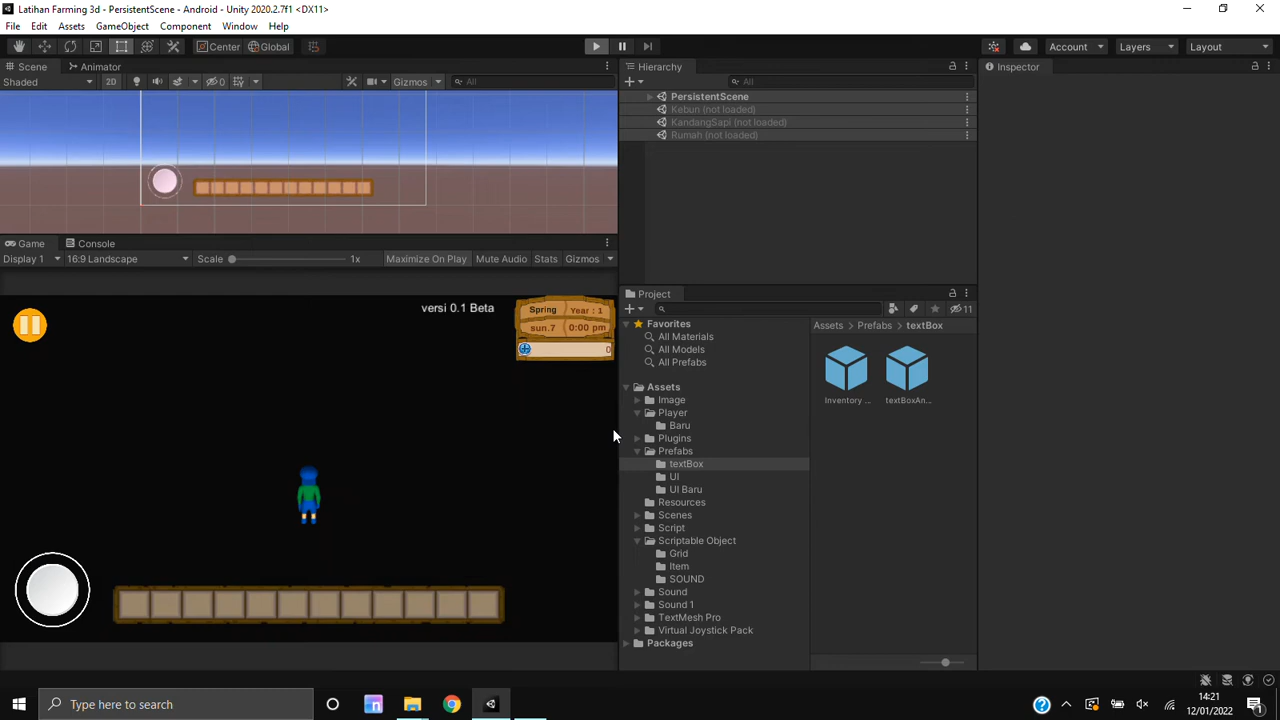 Latihan Farming 3d - PersistentScene - Android - Unity 2020.2.7f1 <DX11>
File Edit Assets GameObject Component Window Help
Center Global Account Layers Layout
Scene Animator
Shaded 2D 0 Gizmos All
Game Console
Display 1 16:9 Landscape Scale 1x Maximize On Play Mute Audio Stats Gizmos
versi 0.1 Beta
Spring Year : 1
sun.7 0:00 pm
0
Hierarchy
All
PersistentScene
Kebun (not loaded)
KandangSapi (not loaded)
Rumah (not loaded)
Project
11
Favorites
All Materials
All Models
All Prefabs
Assets
Image
Player
Baru
Plugins
Prefabs
textBox
UI
UI Baru
Resources
Scenes
Script
Scriptable Object
Grid
Item
SOUND
Sound
Sound 1
TextMesh Pro
Virtual Joystick Pack
Packages
Assets > Prefabs > textBox
Inventory ... textBoxAn...
Inspector
Type here to search
14:21
12/01/2022
1